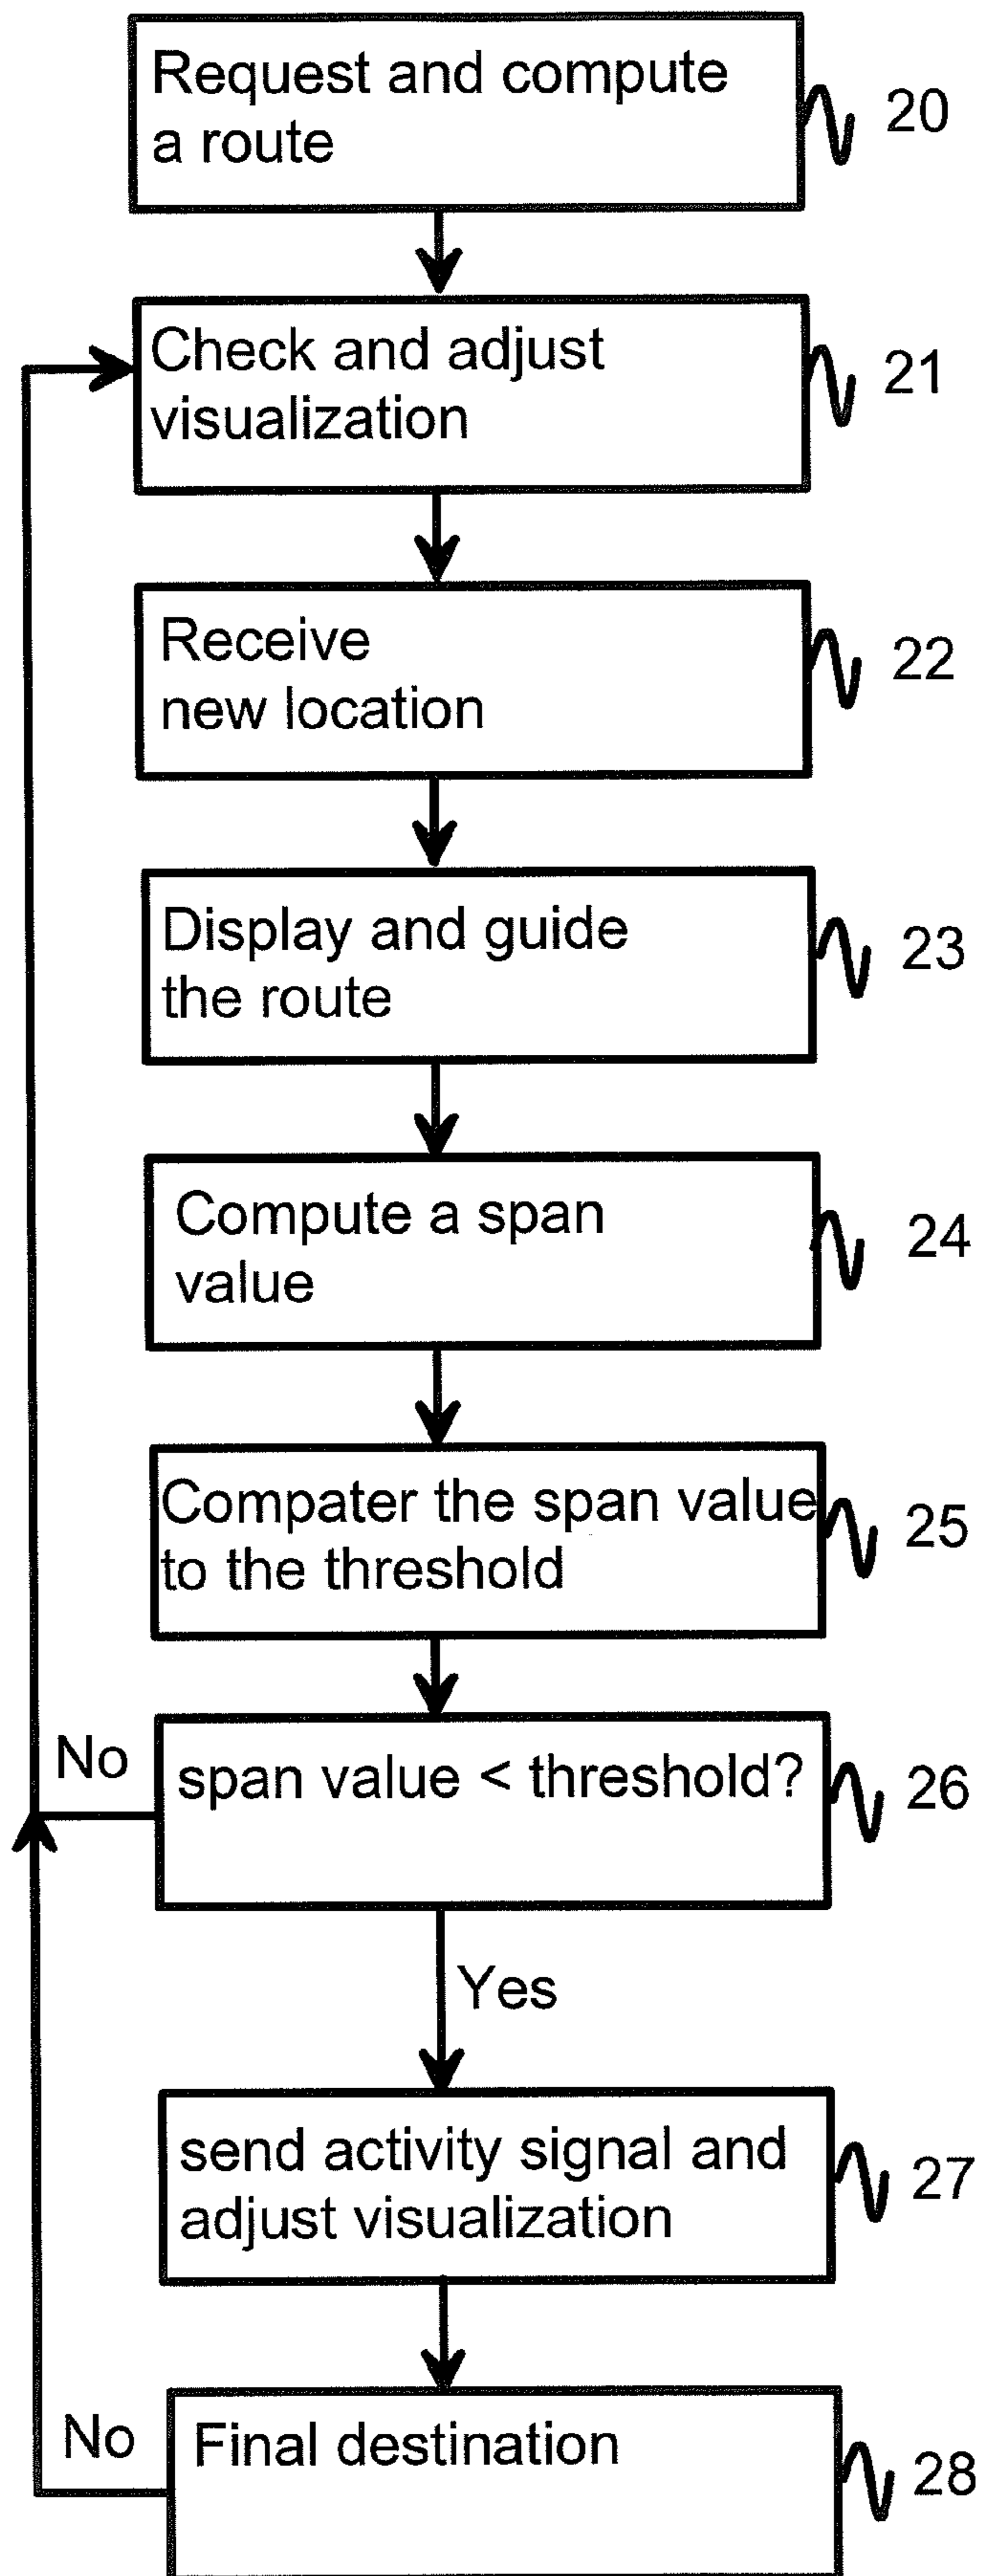 Request and compute
a route
20
Check and adjust
visualization
21
Receive
new location
22
Display and guide
the route
23
Compute a span
value
24
Compater the span value
to the threshold
25
No
span value < threshold?
26
Yes
send activity signal and
adjust visualization
27
No
Final destination
28